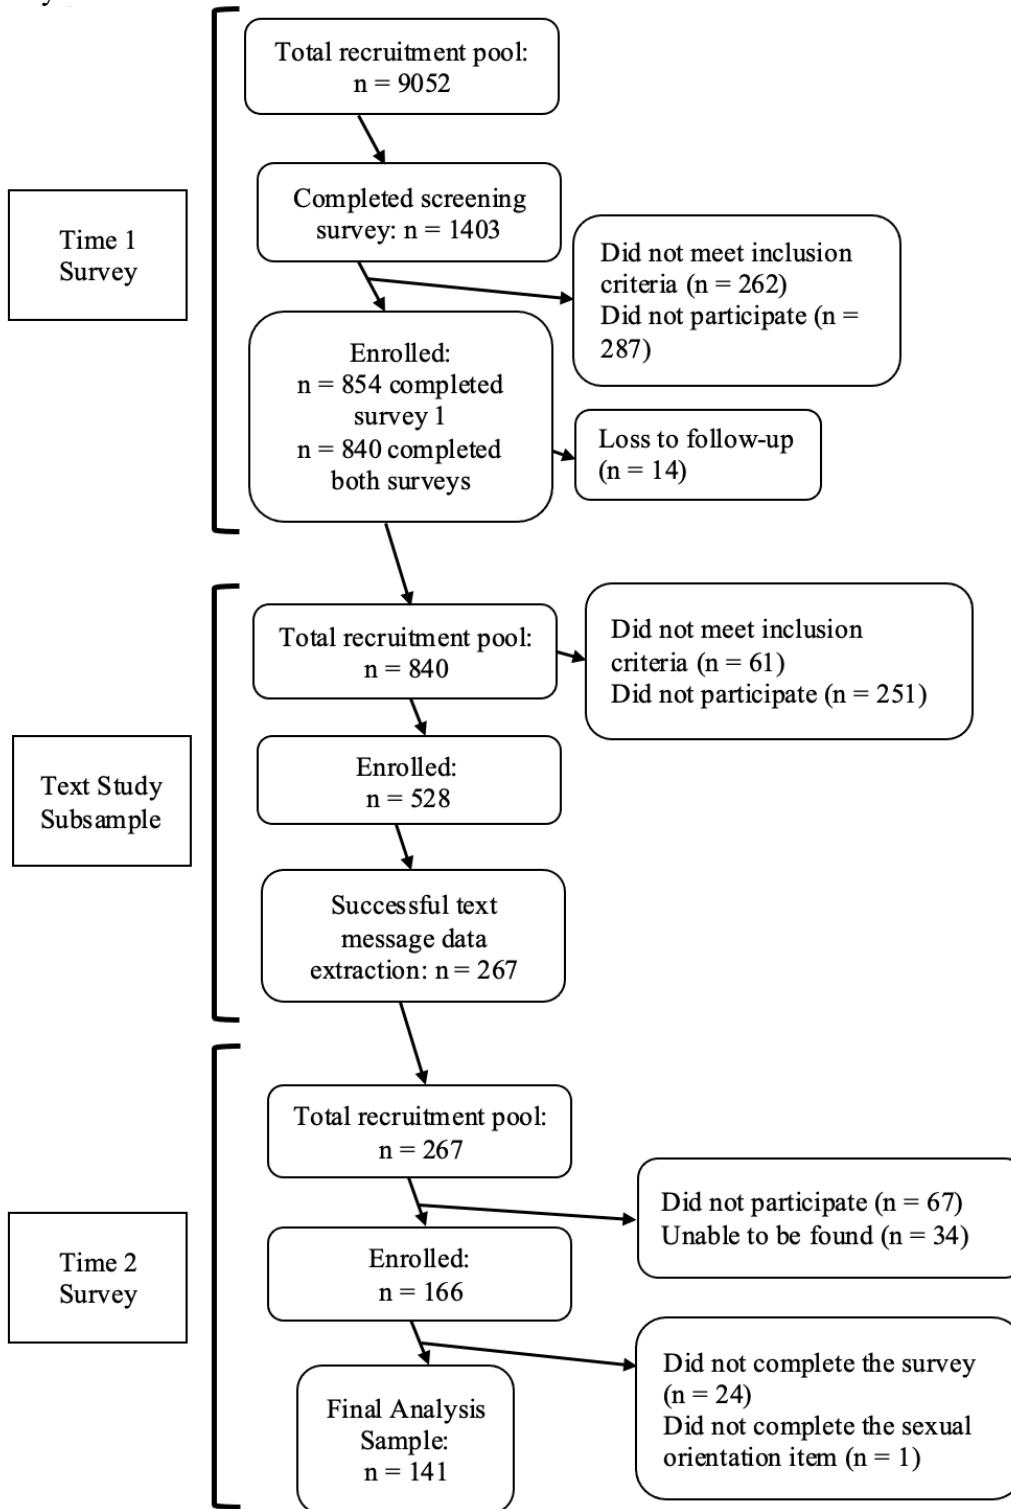 Total recruitment pool:
n = 9052
Completed screening
survey: n = 1403
Time 1
Survey
Did not meet inclusion
criteria (n = 262)
Did not participate (n =
287)
Enrolled:
n = 854 completed
survey 1
n = 840 completed
both surveys
Loss to follow-up
(n = 14)
Total recruitment pool:
n = 840
Did not meet inclusion
criteria (n = 61)
Did not participate (n = 251)
Enrolled:
n = 528
Text Study
Subsample
Successful text
message data
extraction: n = 267
Total recruitment pool:
n = 267
Did not participate (n = 67)
Unable to be found (n = 34)
Time 2
Survey
Enrolled:
n = 166
Did not complete the survey
(n = 24)
Did not complete the sexual
orientation item (n = 1)
Final Analysis
Sample:
n = 141